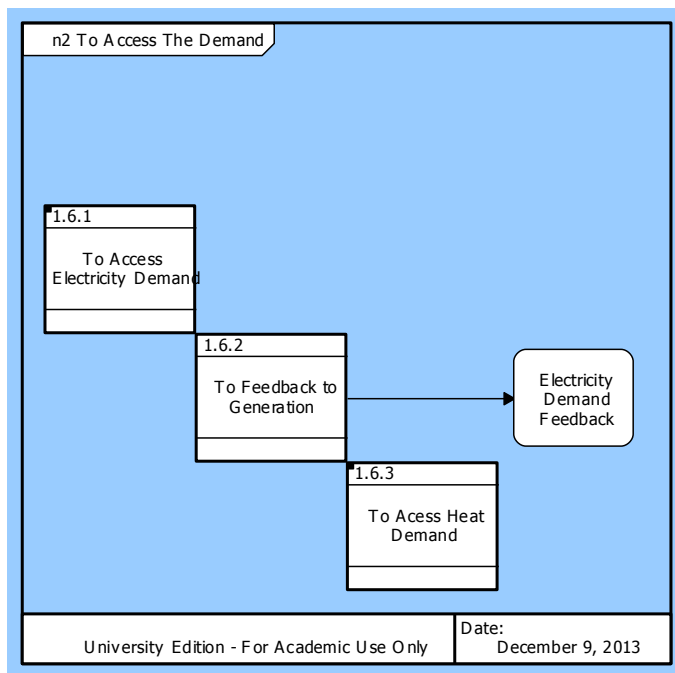 n2 To Access The Demand
1.6.1
To Access
Electricity Demand
1.6.2
To Feedback to
Generation
Electricity
Demand
Feedback
1.6.3
To Acess Heat
Demand
University Edition - For Academic Use Only
Date:
December 9, 2013